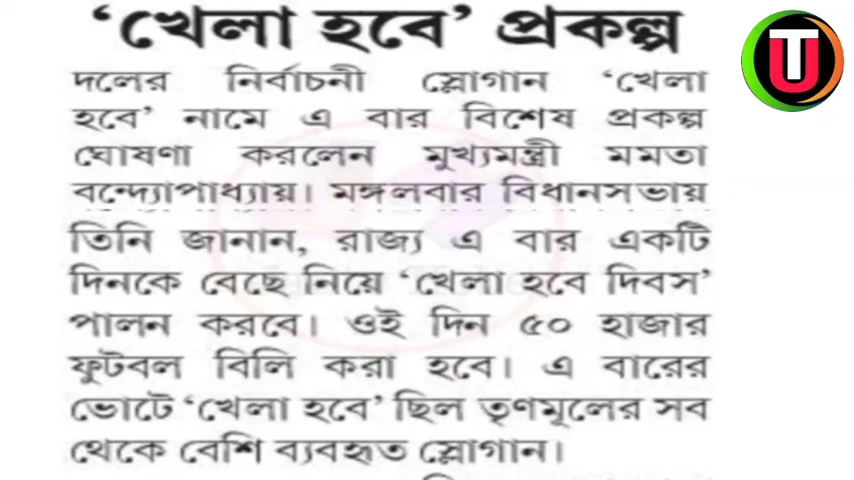 ‘খেলা হবে’ প্রকল্প
TU
দলের নির্বাচনী স্লোগান ‘খেলা
হবে’ নামে এ বার বিশেষ প্রকল্প
ঘোষণা করলেন মুখ্যমন্ত্রী মমতা
বন্দ্যোপাধ্যায়। মঙ্গলবার বিধানসভায়
তিনি জানান, রাজ্য এ বার একটি
দিনকে বেছে নিয়ে ‘খেলা হবে দিবস’
পালন করবে। ওই দিন ৫০ হাজার
ফুটবল বিলি করা হবে। এ বারের
ভোটে ‘খেলা হবে’ ছিল তৃণমূলের সব
থেকে বেশি ব্যবহৃত স্লোগান।